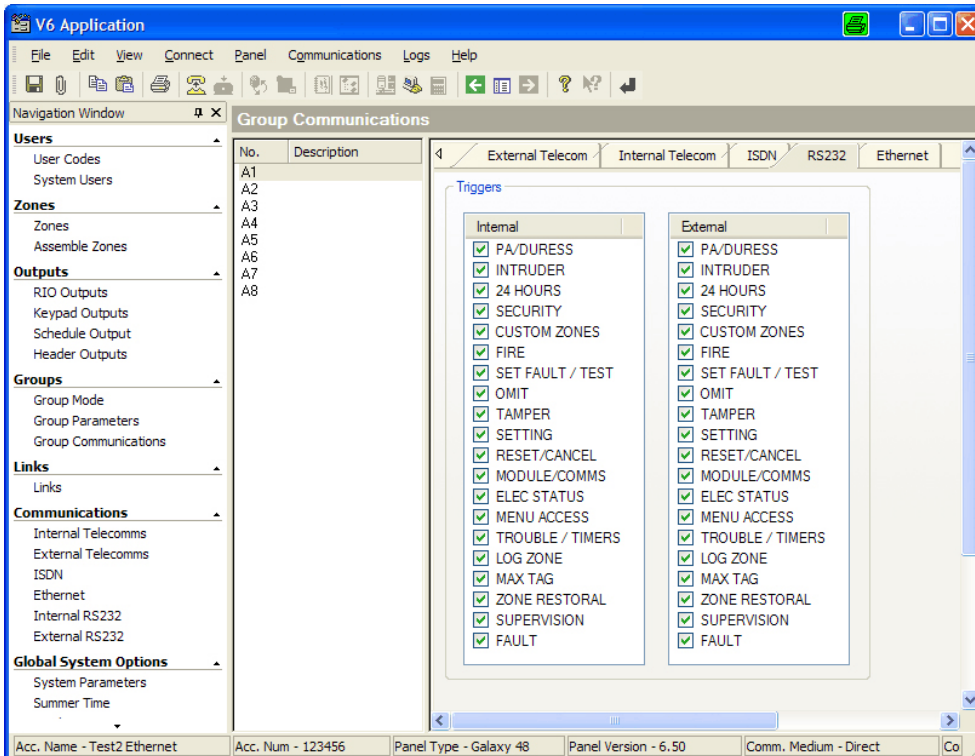 V6 Application
File Edit View Connect Panel Communications Logs Help
Navigation Window
Group Communications
Users
User Codes
System Users
Zones
Zones
Assemble Zones
Outputs
RIO Outputs
Keypad Outputs
Schedule Output
Header Outputs
Groups
Group Mode
Group Parameters
Group Communications
Links
Links
Communications
Internal Telecomms
External Telecomms
ISDN
Ethernet
Internal RS232
External RS232
Global System Options
System Parameters
Summer Time
No. Description
A1
A2
A3
A4
A5
A6
A7
A8
External Telecom Internal Telecom ISDN RS232 Ethernet
Triggers
Internal
PA/DURESS
INTRUDER
24 HOURS
SECURITY
CUSTOM ZONES
FIRE
SET FAULT / TEST
OMIT
TAMPER
SETTING
RESET/CANCEL
MODULE/COMMS
ELEC STATUS
MENU ACCESS
TROUBLE / TIMERS
LOG ZONE
MAX TAG
ZONE RESTORAL
SUPERVISION
FAULT
External
PA/DURESS
INTRUDER
24 HOURS
SECURITY
CUSTOM ZONES
FIRE
SET FAULT / TEST
OMIT
TAMPER
SETTING
RESET/CANCEL
MODULE/COMMS
ELEC STATUS
MENU ACCESS
TROUBLE / TIMERS
LOG ZONE
MAX TAG
ZONE RESTORAL
SUPERVISION
FAULT
Acc. Name - Test2 Ethernet Acc. Num - 123456 Panel Type - Galaxy 48 Panel Version - 6.50 Comm. Medium - Direct Co